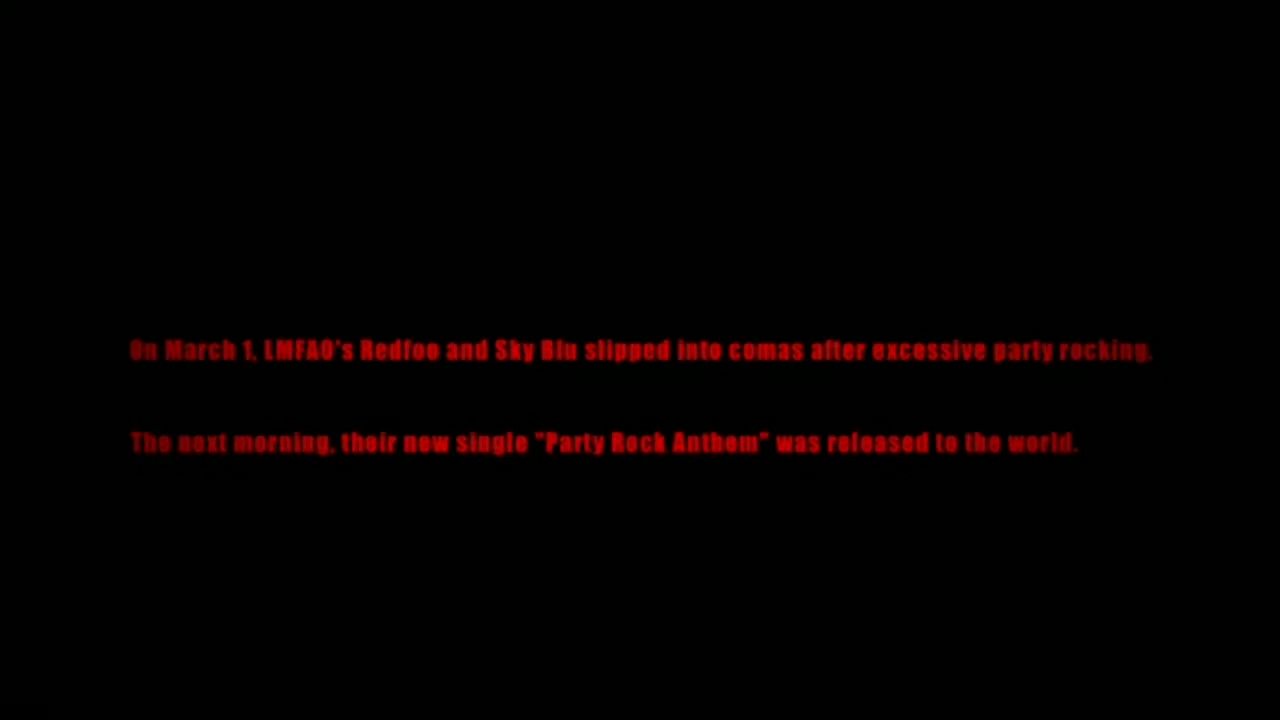 On March 1, LMFAO's Redfoo and Sky Blu slipped into comas after excessive party rocking.
The next morning, their new single "Party Rock Anthem" was released to the world.